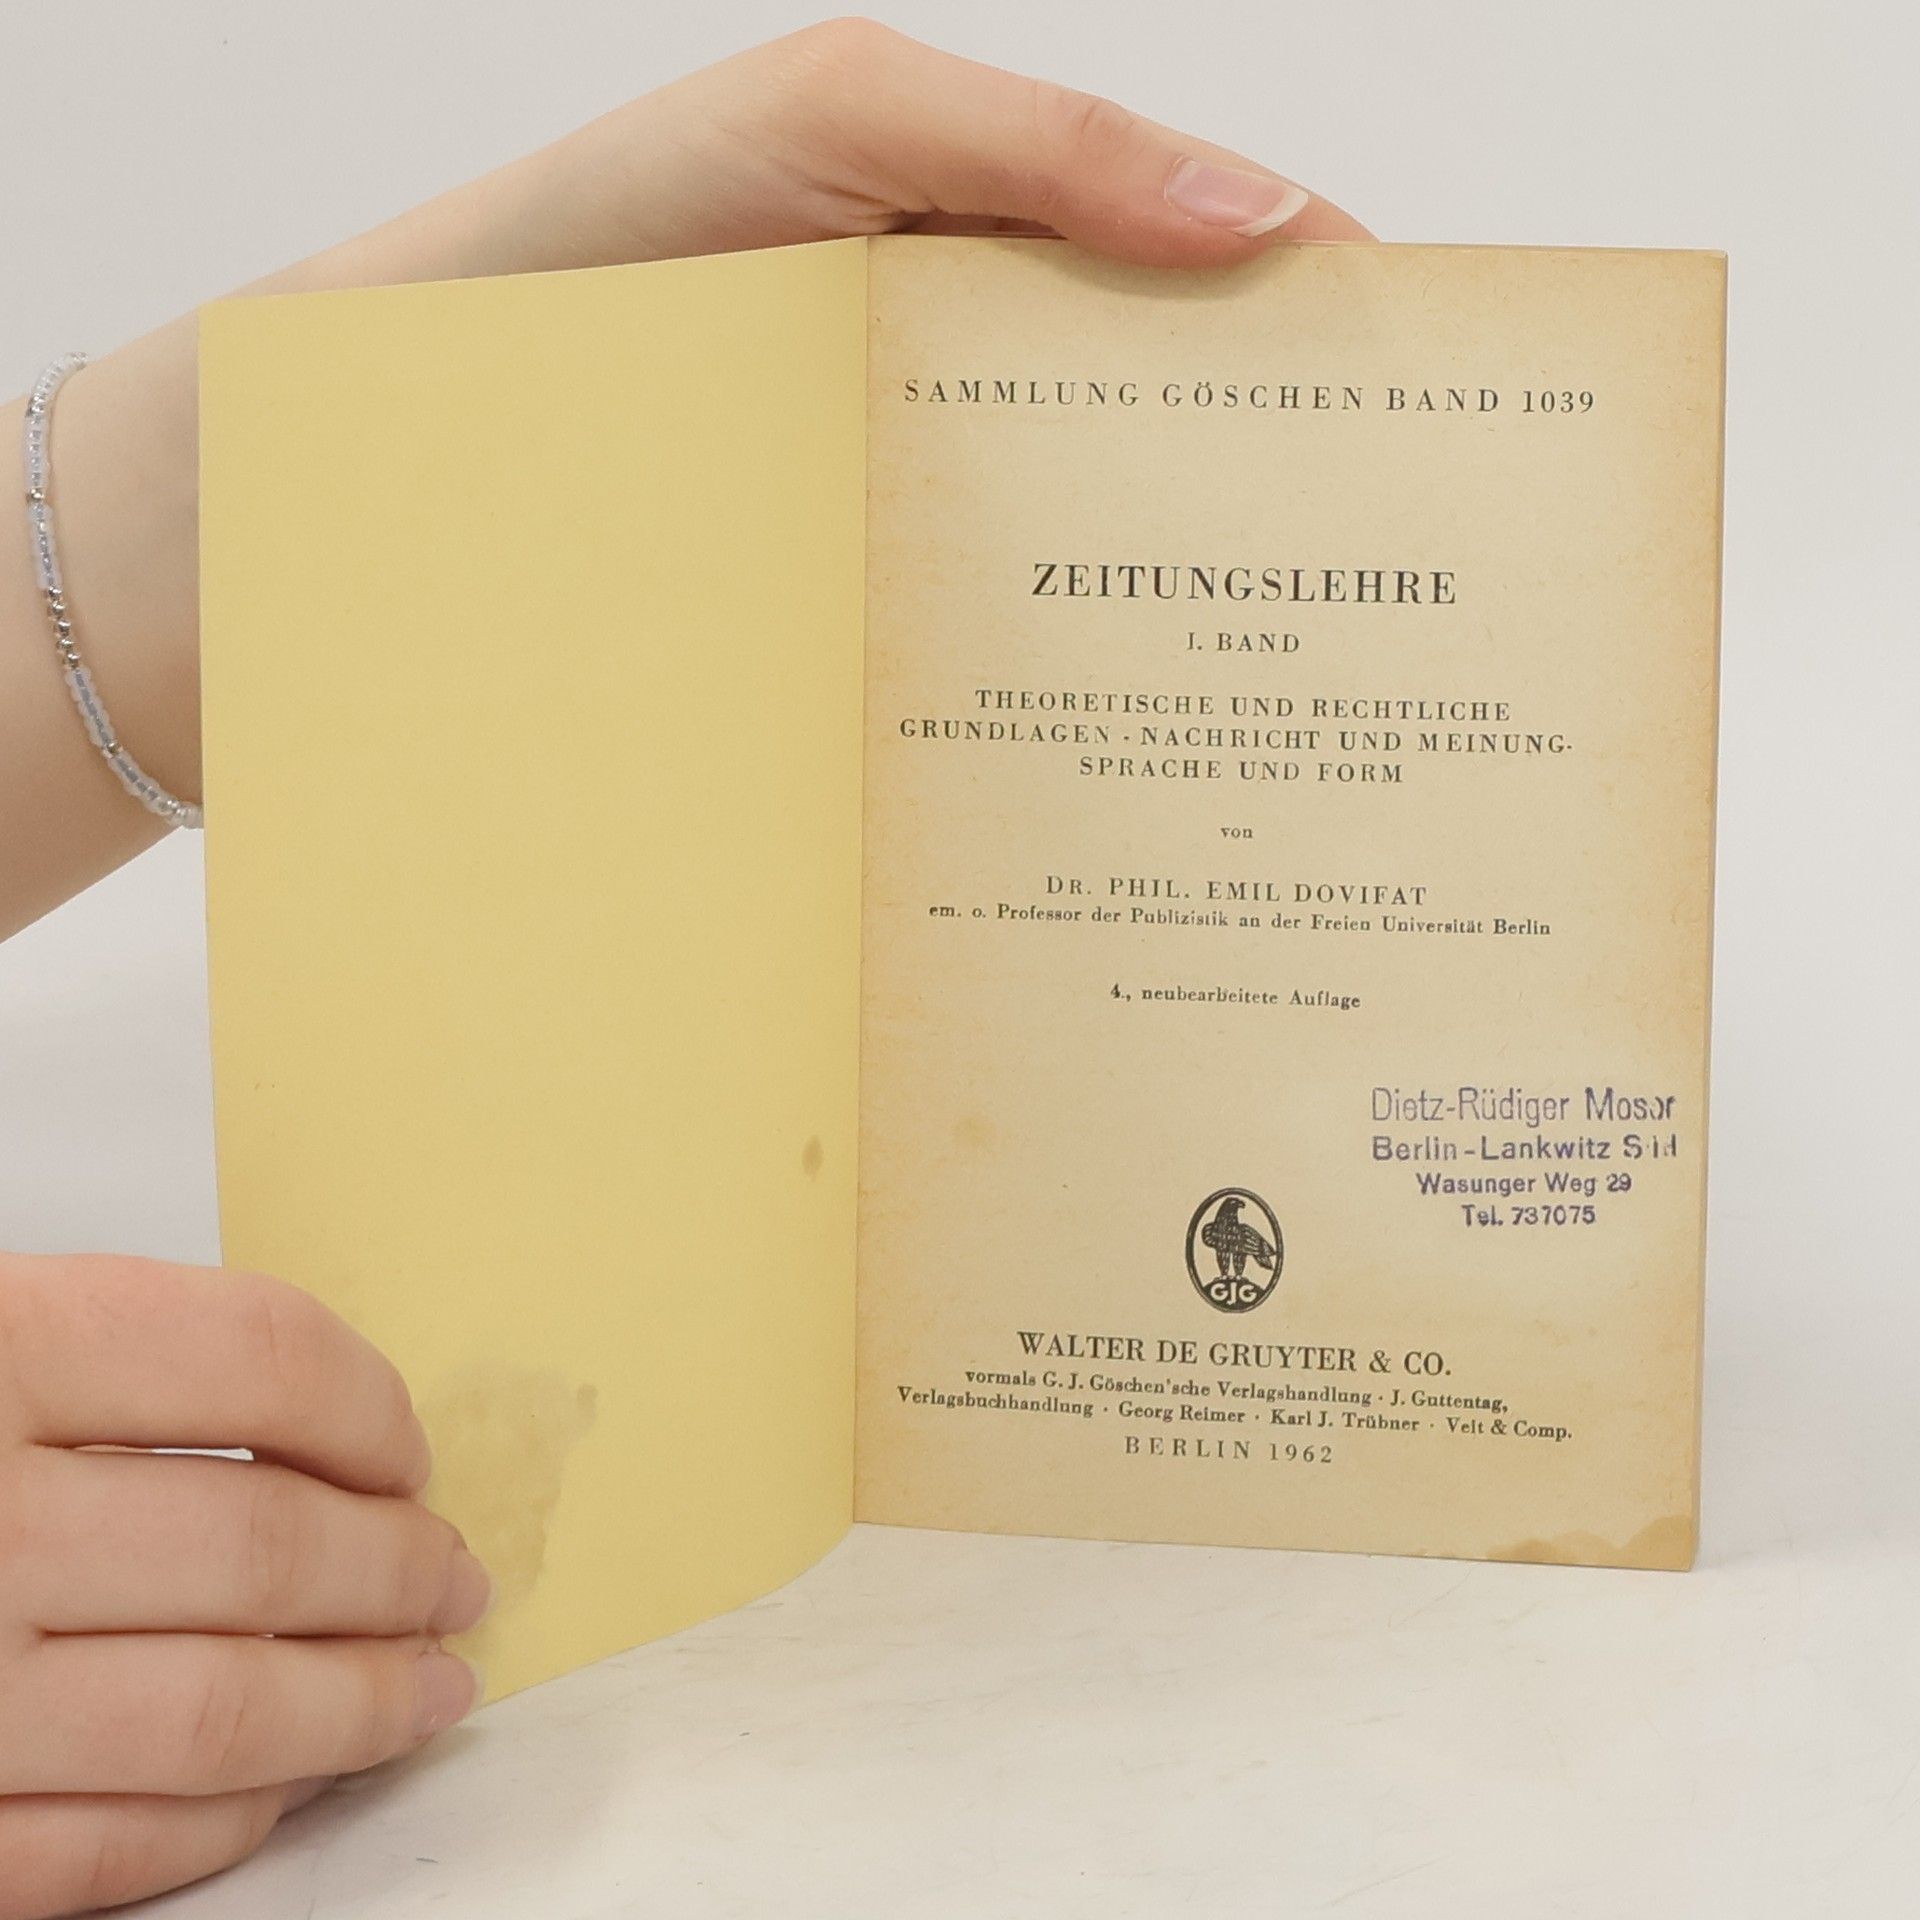 SAMMLUNG GÖSCHEN BAND 1039
ZEITUNGSLEHRE
I. BAND
THEORETISCHE UND RECHTLICHE
GRUNDLAGEN · NACHRICHT UND MEINUNG ·
SPRACHE UND FORM
von
DR. PHIL. EMIL DOVIFAT
em. o. Professor der Publizistik an der Freien Universität Berlin
4., neubearbeitete Auflage
Dietz-Rüdiger Moser
Berlin-Lankwitz
Wasunger Weg 29
Tel. 737075
GJG
WALTER DE GRUYTER & CO.
vormals G. J. Göschen'sche Verlagshandlung · J. Guttentag,
Verlagsbuchhandlung · Georg Reimer · Karl J. Trübner · Veit & Comp.
BERLIN 1962